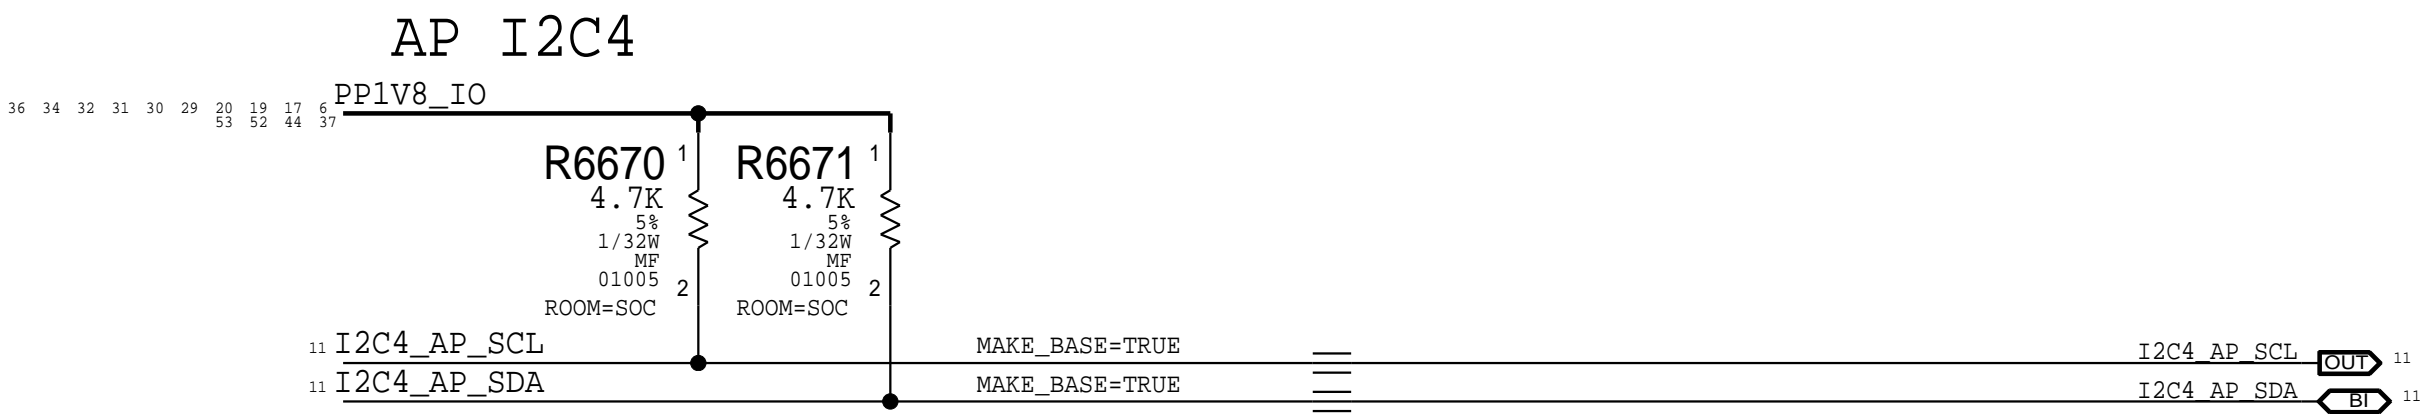 AP I2C4
PP1V8_IO
36 34 32 31 30 29 20 19 17 6
53 52 44 37
R6670 1
4.7K
5%
1/32W
MF
01005
2
ROOM=SOC
R6671 1
4.7K
5%
1/32W
MF
01005
2
ROOM=SOC
11 I2C4_AP_SCL MAKE_BASE=TRUE I2C4_AP_SCL OUT 11
11 I2C4_AP_SDA MAKE_BASE=TRUE I2C4_AP_SDA BI 11